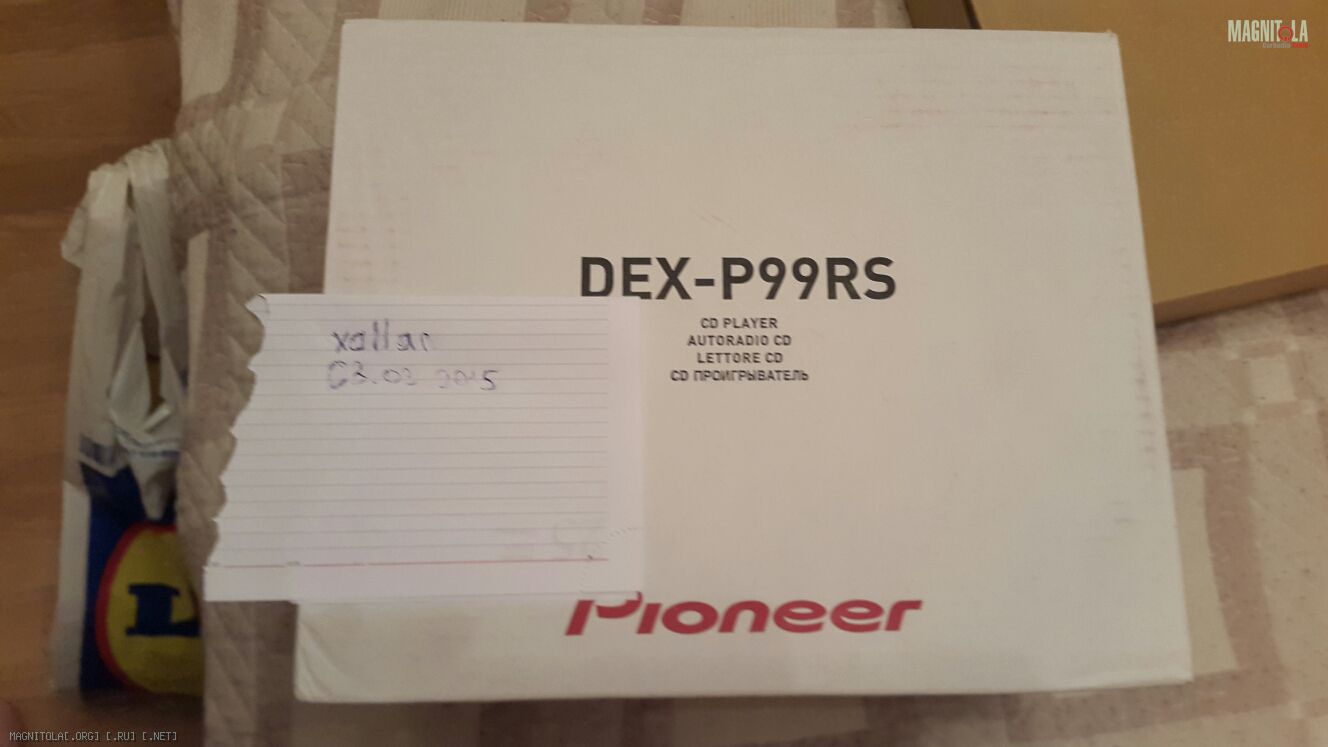 MAGNITOLA
DEX-P99RS
CD PLAYER
AUTORADIO CD
LETTORE CD
CD ПРОИГРЫВАТЕЛЬ
xallar
03.03 2015
Pioneer
MAGNITOLA[.ORG] [.RU] [.NET]